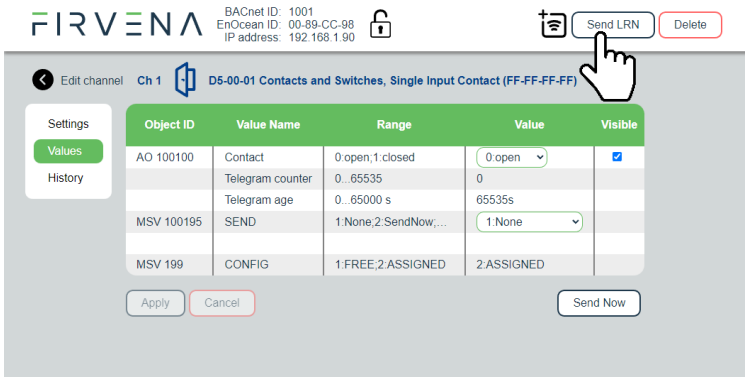 FIRVENA
BACnet ID: 1001
EnOcean ID: 00-89-CC-98
IP address: 192.168.1.90
Send LRN
Delete
Edit channel Ch 1 D5-00-01 Contacts and Switches, Single Input Contact (FF-FF-FF-FF)
Settings
Values
History
Object ID Value Name Range Value Visible
AO 100100 Contact 0:open;1:closed 0:open
Telegram counter 0...65535 0
Telegram age 0...65000 s 65535s
MSV 100195 SEND 1:None;2:SendNow;... 1:None
MSV 199 CONFIG 1:FREE;2:ASSIGNED 2:ASSIGNED
Apply Cancel Send Now